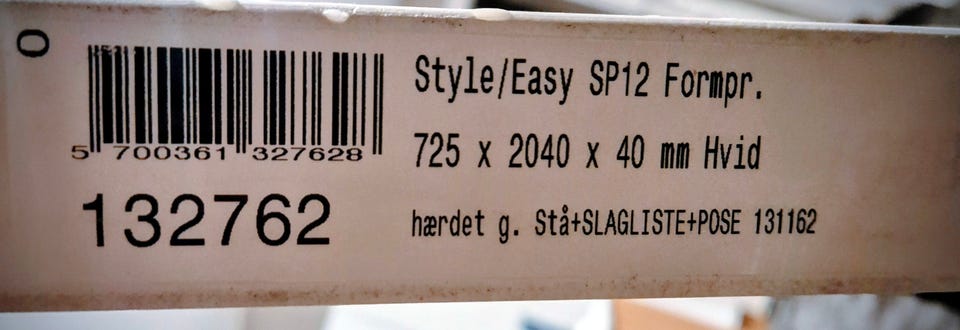 0
Style/Easy SP12 Formpr.
5 700361 327628
725 x 2040 x 40 mm Hvid
132762
hærdet g. Stå+SLAGLISTE+POSE 131162